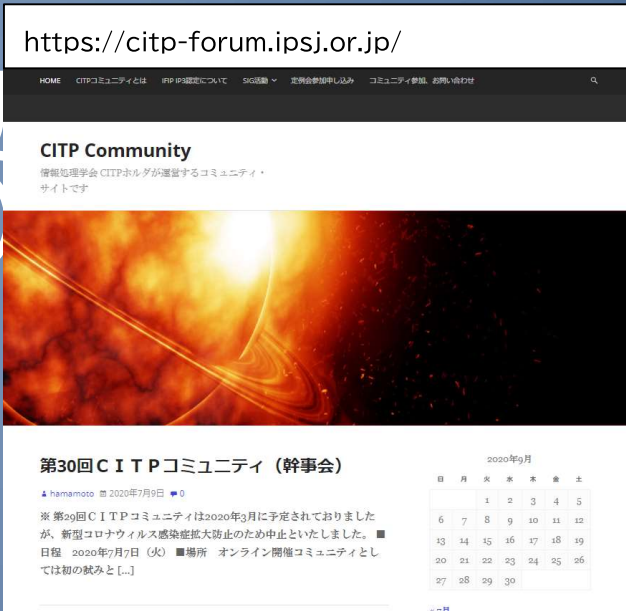 https://citp-forum.ipsj.or.jp/
HOME CITPコミュニティとは IFIP IP3認定について SIG活動 定例会参加申し込み コミュニティ参加、お問い合わせ
CITP Community
情報処理学会 CITPホルダが運営するコミュニティ・
サイトです
第30回ＣＩＴＰコミュニティ（幹事会）
hamamoto 2020年7月9日 0
※ 第29回ＣＩＴＰコミュニティは2020年3月に予定されておりました
が、新型コロナウィルス感染症拡大防止のため中止といたしました。 ■
日程　2020年7月7日（火） ■場所　オンライン開催コミュニティとし
ては初の試みと […]
2020年9月
日 月 火 水 木 金 土
1 2 3 4 5
6 7 8 9 10 11 12
13 14 15 16 17 18 19
20 21 22 23 24 25 26
27 28 29 30
« 7月